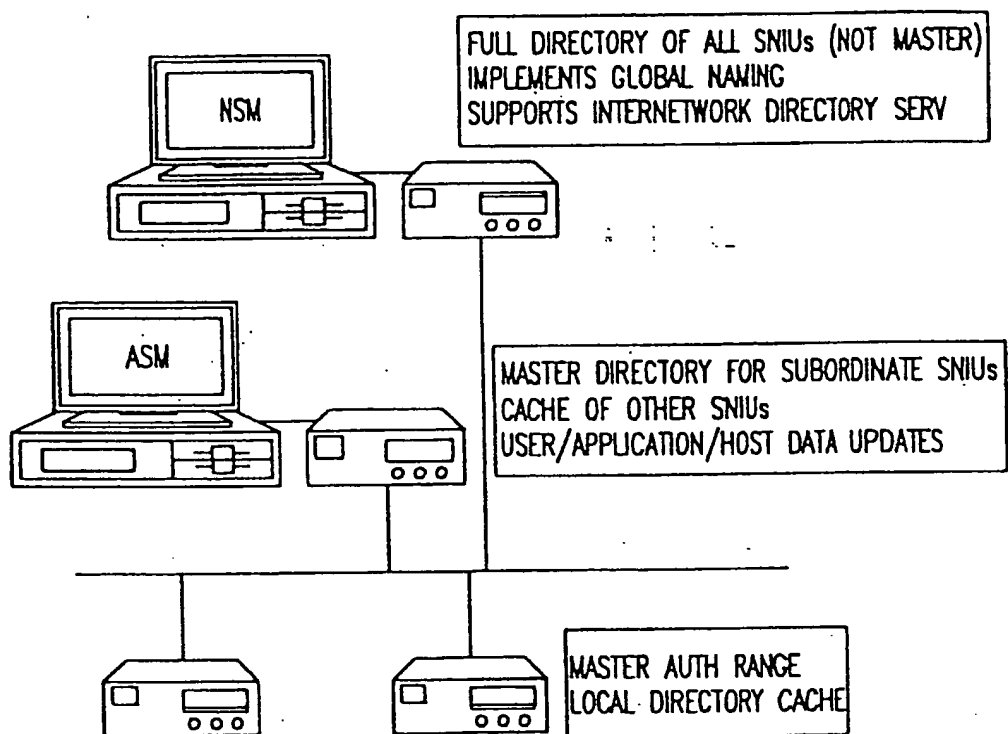 NSM
FULL DIRECTORY OF ALL SNIUs (NOT MASTER)
IMPLEMENTS GLOBAL NAMING
SUPPORTS INTERNETWORK DIRECTORY SERV
ASM
MASTER DIRECTORY FOR SUBORDINATE SNIUs
CACHE OF OTHER SNIUs
USER/APPLICATION/HOST DATA UPDATES
MASTER AUTH RANGE
LOCAL DIRECTORY CACHE